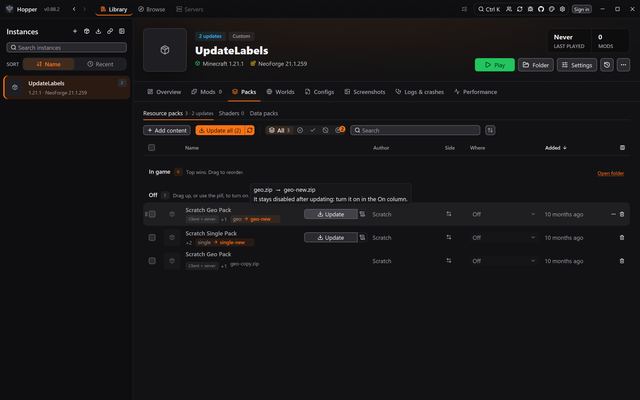 Hopper v0.88.2 Library Browse Servers Ctrl K Sign in
Instances
Search instances
SORT Name Recent
UpdateLabels 2
1.21.1 · NeoForge 21.1.259
2 updates Custom
UpdateLabels
Minecraft 1.21.1 NeoForge 21.1.259
Never LAST PLAYED
0 MODS
Play Folder Settings
Overview Mods 0 Packs Worlds Configs Screenshots Logs & crashes Performance
Resource packs 3 · 2 updates Shaders 0 Data packs
Add content Update all (2) All 3 2 Search
Name Author Side Where Added
In game 0 Top wins. Drag to reorder. Open folder
Off 3 Drag up, or use the pill, to turn on
geo.zip → geo-new.zip
It stays disabled after updating: turn it on in the On column.
Scratch Geo Pack
Client + server +1 geo → geo-new
Update Scratch Off 10 months ago
Scratch Single Pack
+2 single → single-new
Update Scratch Off 10 months ago
Scratch Geo Pack
Client + server +1 geo-copy.zip
Scratch Off 10 months ago